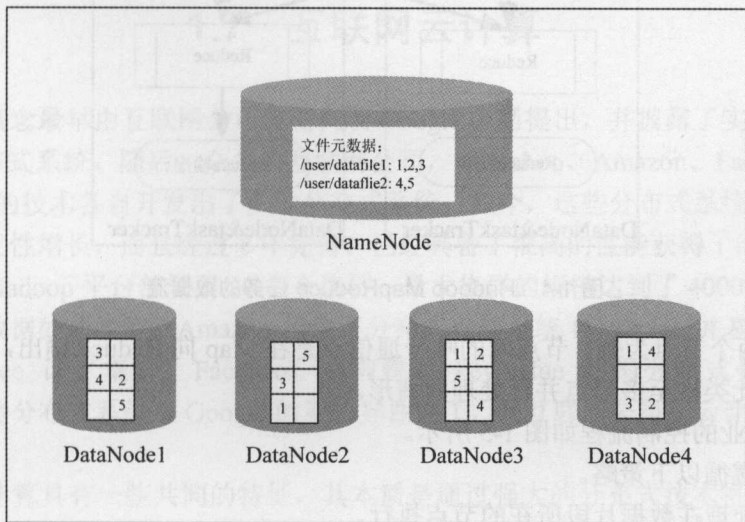 文件元数据，
/user/datafile1: 1,2,3
/user/dataflie2: 4,5
NameNode
3
4 2
5
5
3
1
1 2
5
4
1 4
3 2
DataNode1
DataNode2
DataNode3
DataNode4